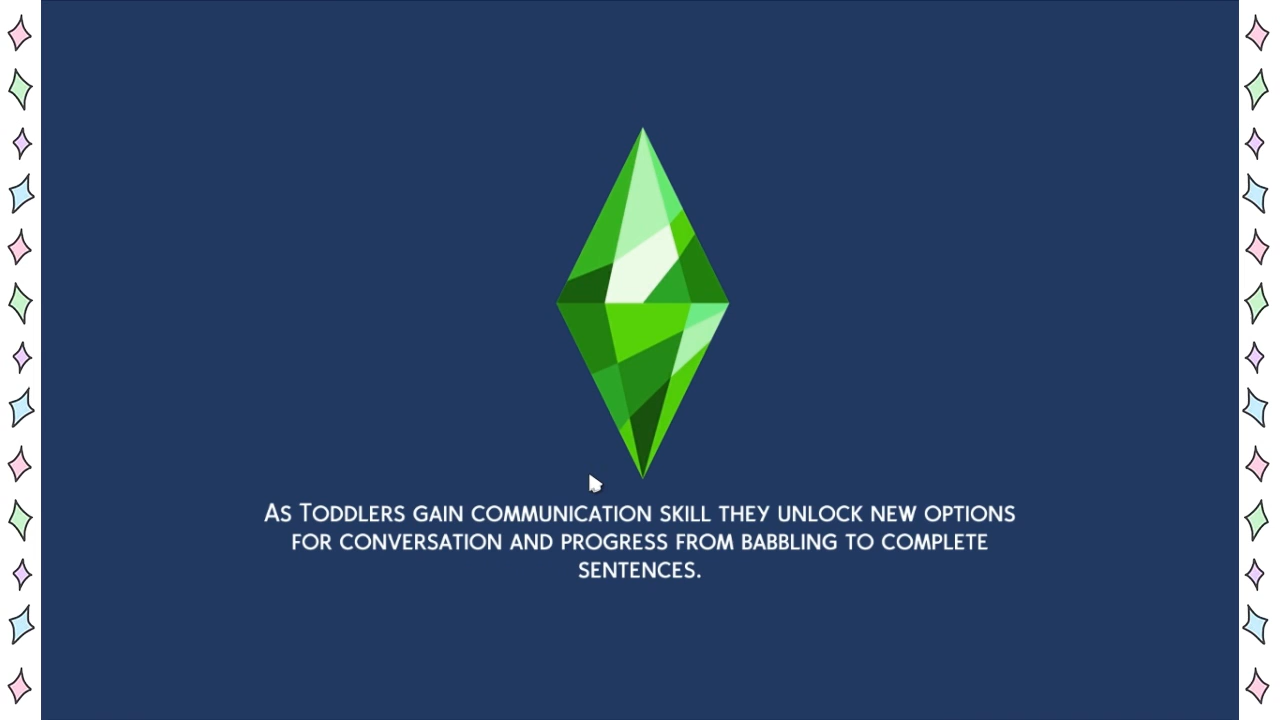 As Toddlers gain communication skill they unlock new options
for conversation and progress from babbling to complete
sentences.